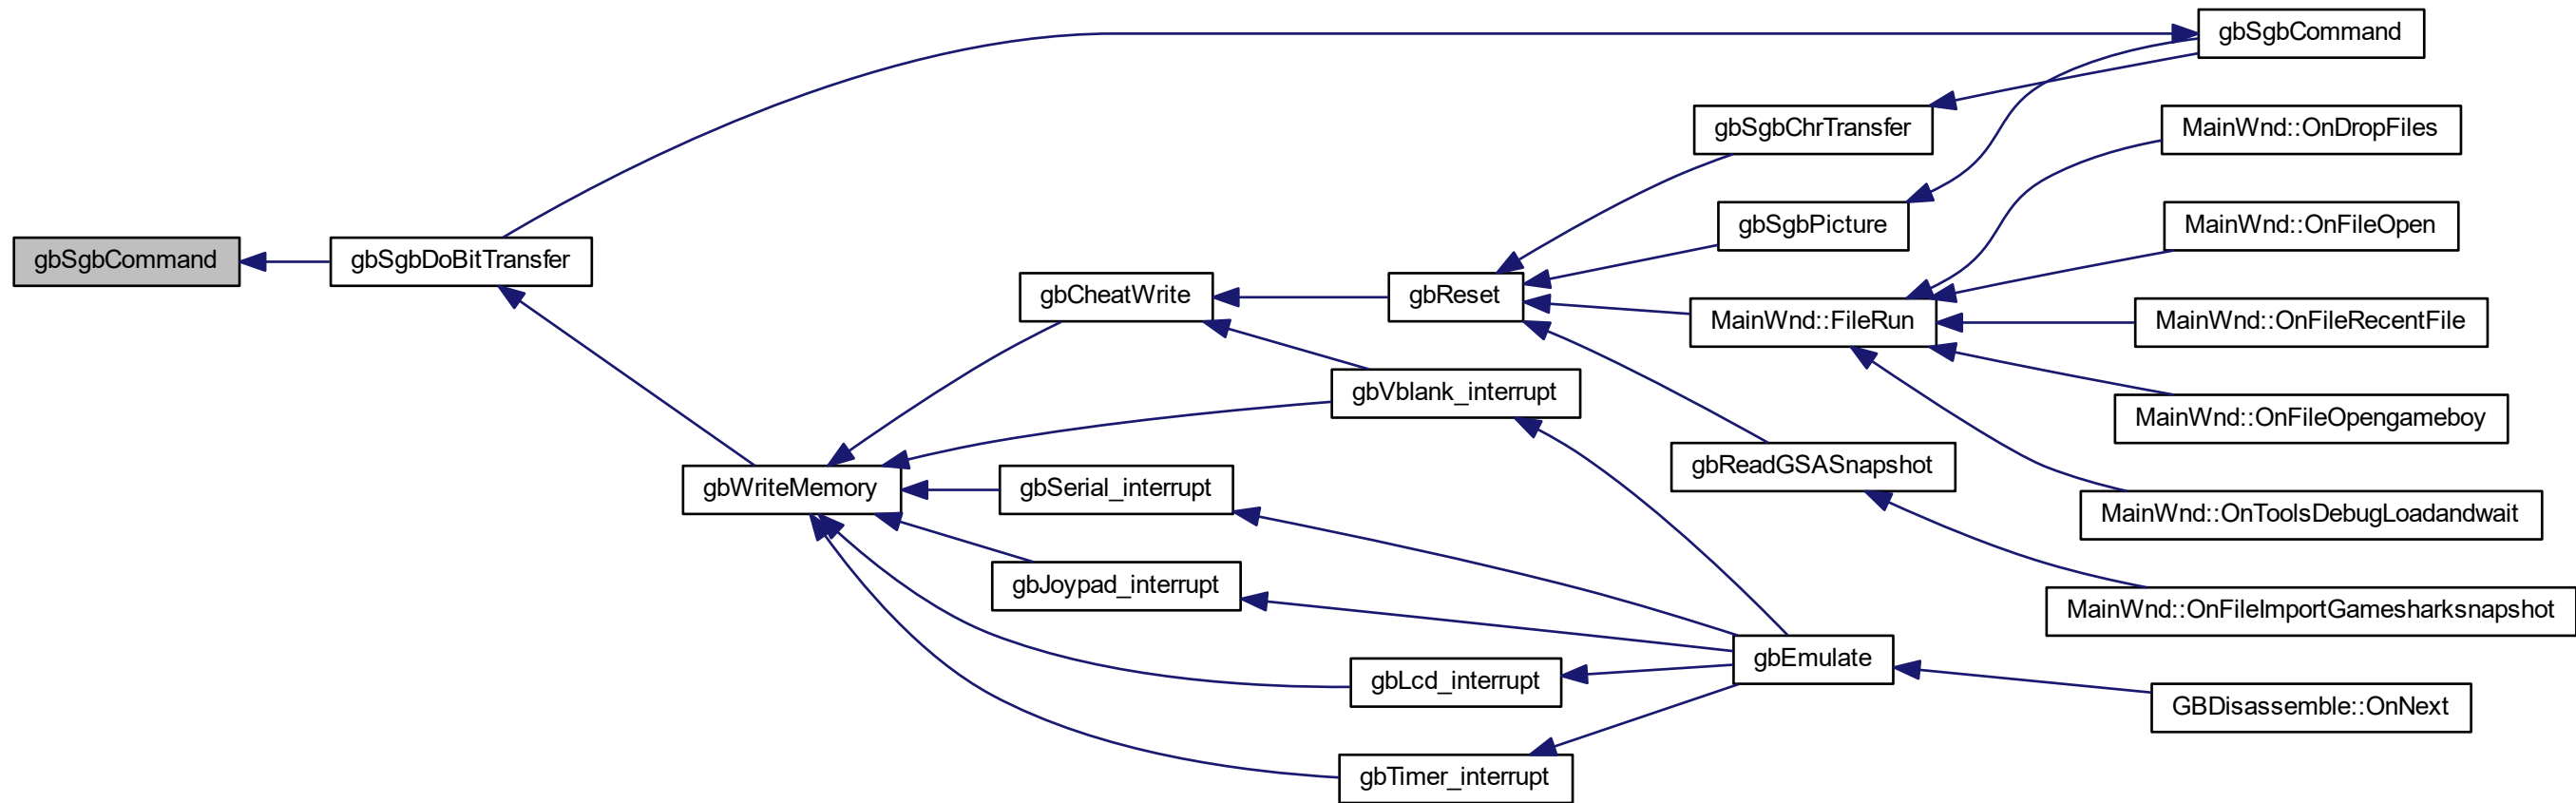 gbSgbCommand
gbSgbDoBitTransfer
gbWriteMemory
gbCheatWrite
gbSerial_interrupt
gbJoypad_interrupt
gbReset
gbVblank_interrupt
gbLcd_interrupt
gbTimer_interrupt
gbSgbChrTransfer
gbSgbPicture
MainWnd::FileRun
gbReadGSASnapshot
gbEmulate
gbSgbCommand
MainWnd::OnDropFiles
MainWnd::OnFileOpen
MainWnd::OnFileRecentFile
MainWnd::OnFileOpengameboy
MainWnd::OnToolsDebugLoadandwait
MainWnd::OnFileImportGamesharksnapshot
GBDisassemble::OnNext